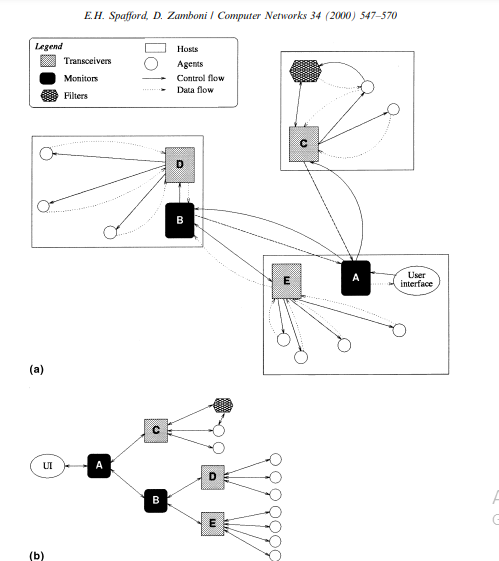 E.H. Spafford, D. Zamboni / Computer Networks 34 (2000) 547–570
Legend
Transceivers
Monitors
Filters
Hosts
Agents
Control flow
Data flow
C
D
B
E
A
User
interface
(a)
UI
A
C
B
D
E
(b)